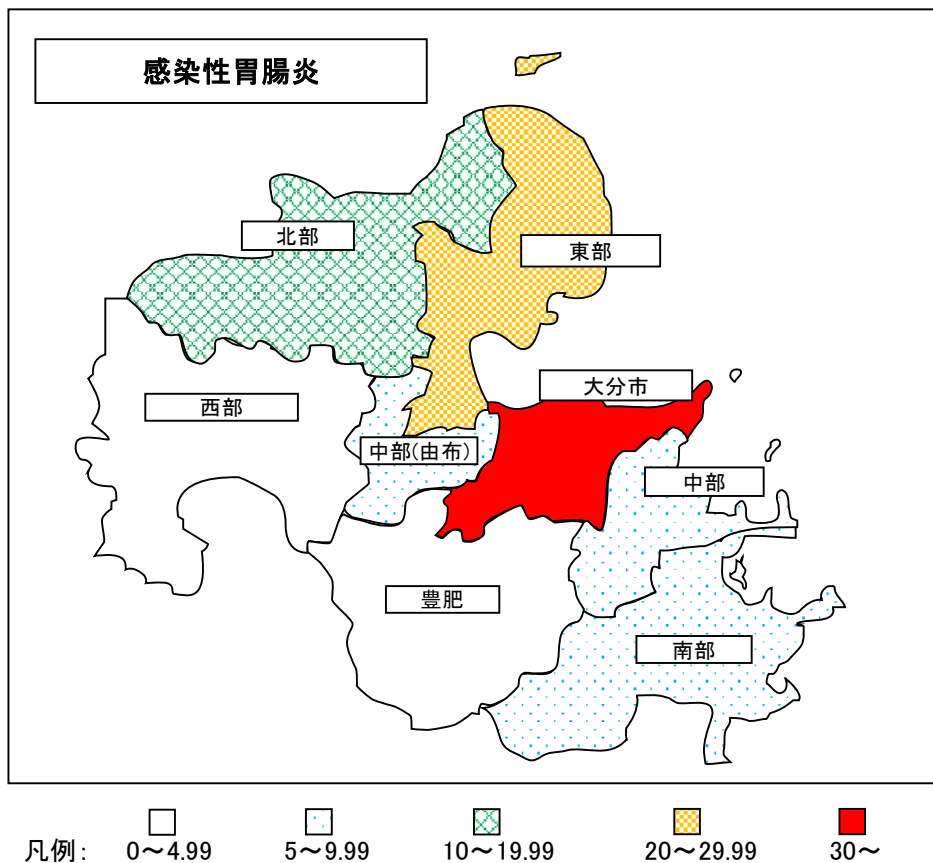 感染性胃腸炎
北部
東部
大分市
西部
中部(由布)
中部
豊肥
南部
凡例: 0～4.99 5～9.99 10～19.99 20～29.99 30～